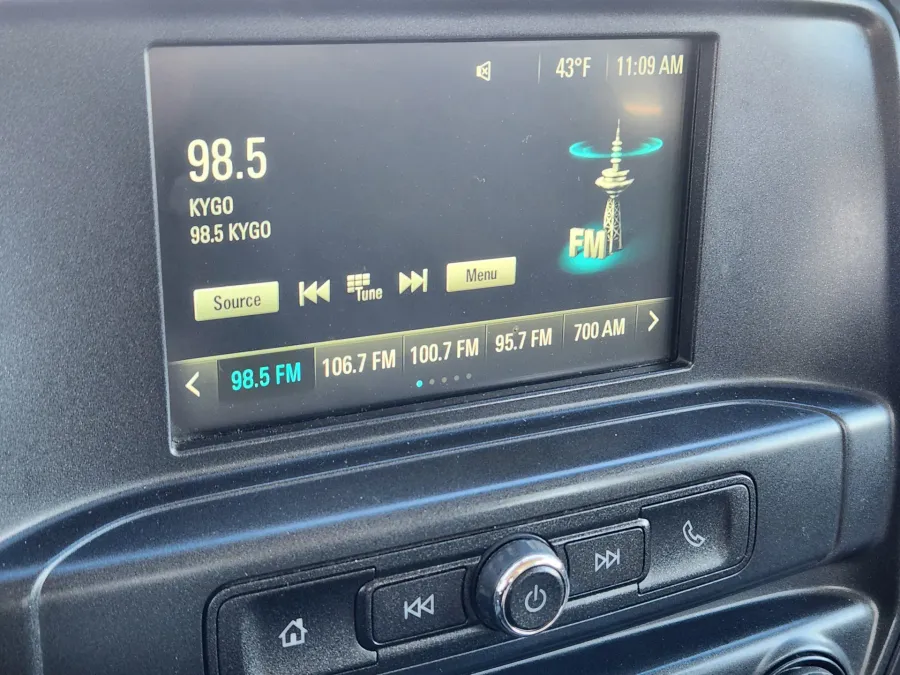 43°F 11:09 AM
98.5
KYGO
98.5 KYGO
FM
Source Tune Menu
98.5 FM 106.7 FM 100.7 FM 95.7 FM 700 AM